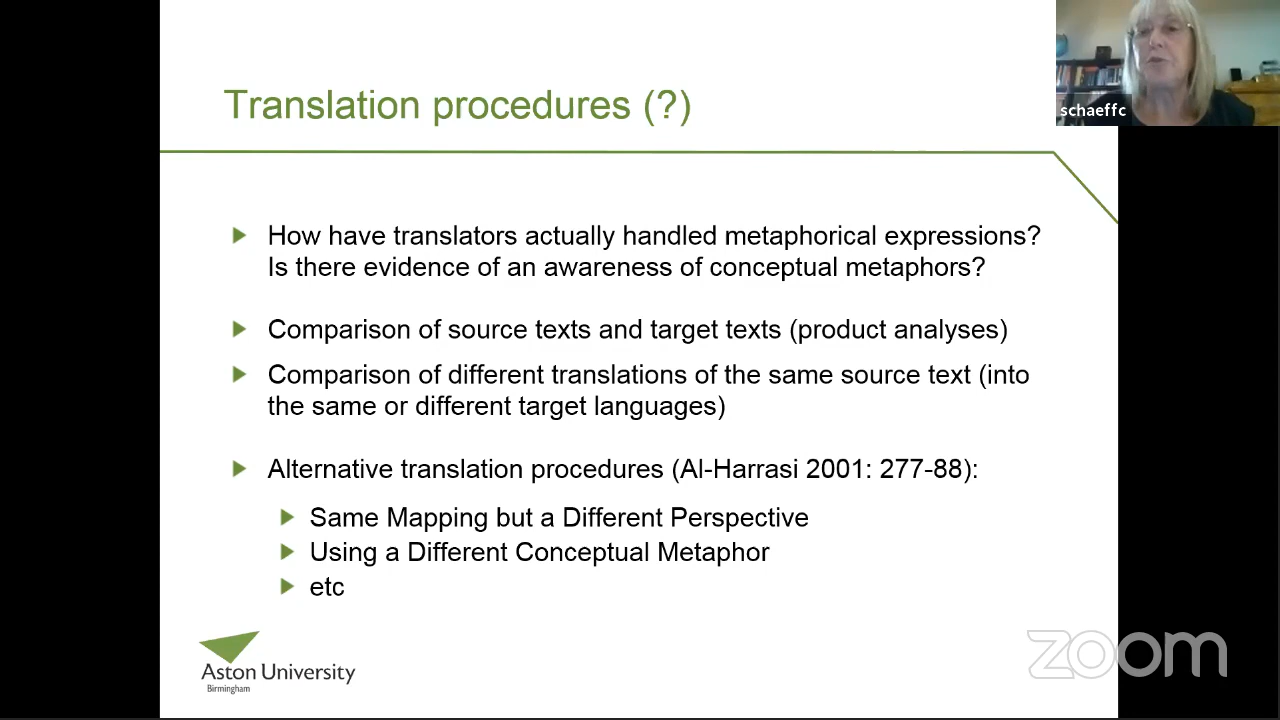 Translation procedures (?)
schaeffc
How have translators actually handled metaphorical expressions?
Is there evidence of an awareness of conceptual metaphors?
Comparison of source texts and target texts (product analyses)
Comparison of different translations of the same source text (into
the same or different target languages)
Alternative translation procedures (Al-Harrasi 2001: 277-88):
Same Mapping but a Different Perspective
Using a Different Conceptual Metaphor
etc
Aston University
Birmingham
zoom